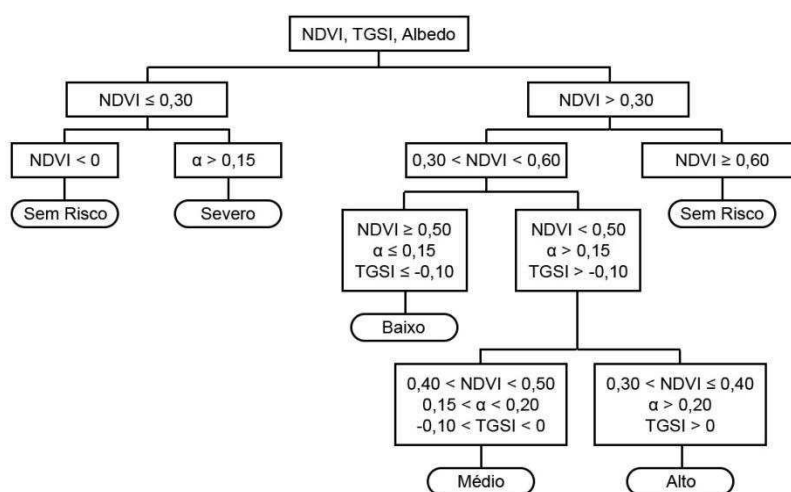 NDVI, TGSI, Albedo
NDVI ≤ 0,30
NDVI > 0,30
NDVI < 0
α > 0,15
0,30 < NDVI < 0,60
NDVI ≥ 0,60
Sem Risco
Severo
Sem Risco
NDVI ≥ 0,50
α ≤ 0,15
TGSI ≤ -0,10
NDVI < 0,50
α > 0,15
TGSI > -0,10
Baixo
0,40 < NDVI < 0,50
0,15 < α < 0,20
-0,10 < TGSI < 0
0,30 < NDVI ≤ 0,40
α > 0,20
TGSI > 0
Médio
Alto